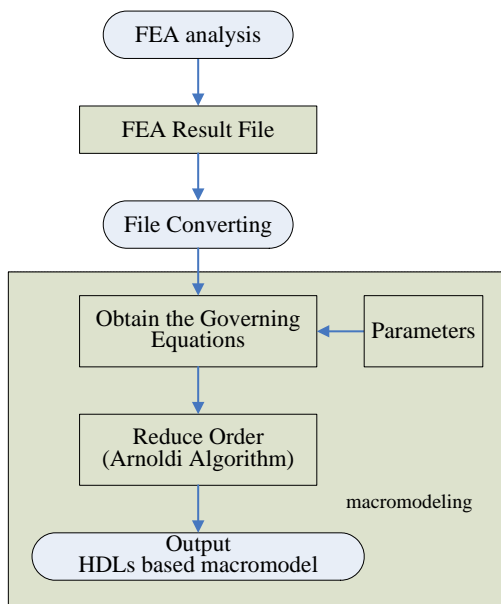 FEA analysis
FEA Result File
File Converting
Obtain the Governing
Equations
Parameters
Reduce Order
(Arnoldi Algorithm)
macromodeling
Output
HDLs based macromodel